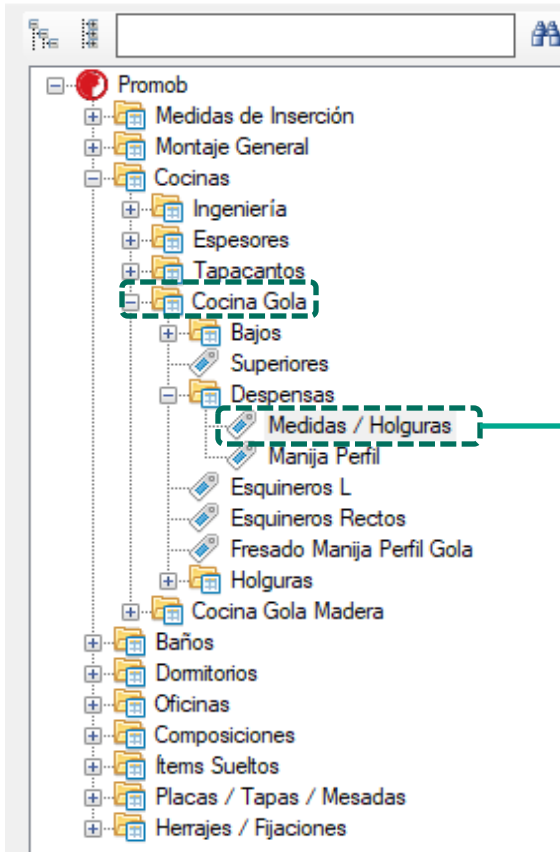 Promob
Medidas de Inserción
Montaje General
Cocinas
Ingeniería
Espesores
Tapacantos
Cocina Gola
Bajos
Superiores
Despensas
Medidas / Holguras
Manija Perfil
Esquineros L
Esquineros Rectos
Fresado Manija Perfil Gola
Holguras
Cocina Gola Madera
Baños
Dormitorios
Oficinas
Composiciones
Ítems Sueltos
Placas / Tapas / Mesadas
Herrajes / Fijaciones